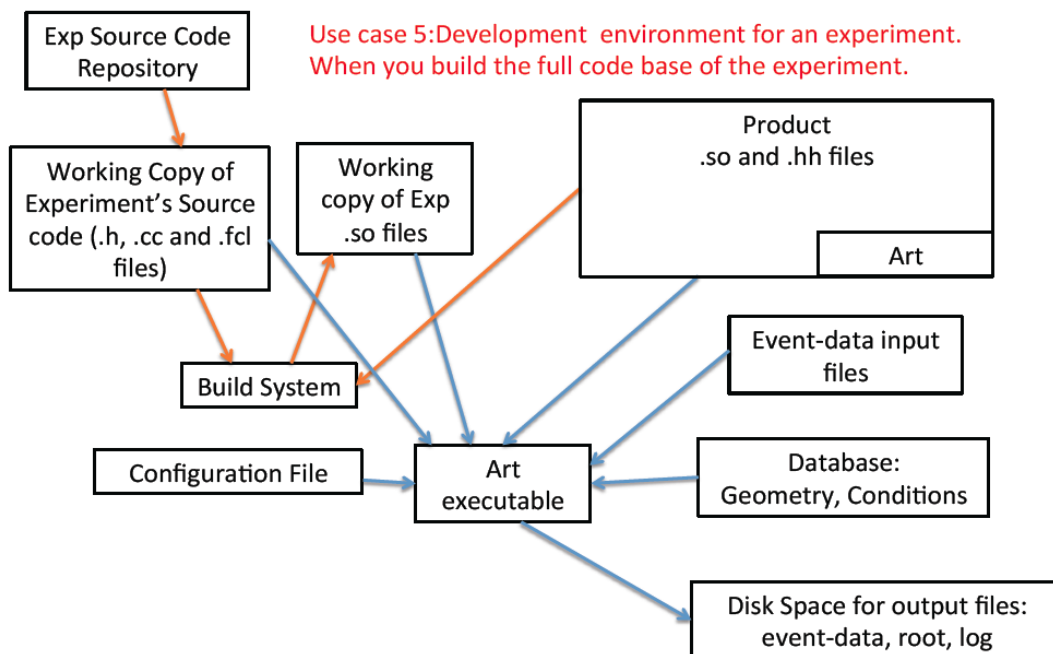 Exp Source Code
Repository
Use case 5:Development  environment for an experiment.
When you build the full code base of the experiment.
Working Copy of
Experiment’s Source
code (.h, .cc and .fcl
files)
Working
copy of Exp
.so files
Product
.so and .hh files
Art
Build System
Event-data input
files
Configuration File
Art
executable
Database:
Geometry, Conditions
Disk Space for output files:
event-data, root, log